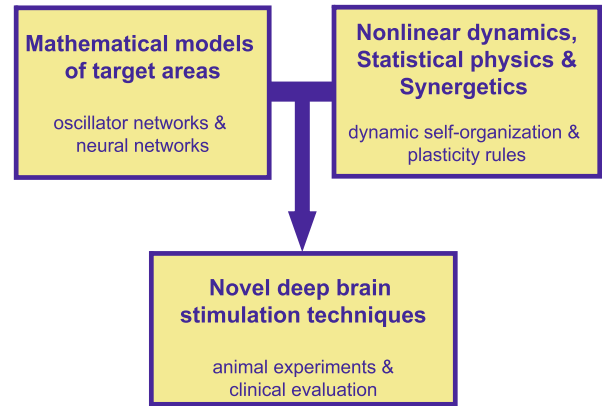 Mathematical models
of target areas
oscillator networks &
neural networks
Nonlinear dynamics,
Statistical physics &
Synergetics
dynamic self-organization &
plasticity rules
Novel deep brain
stimulation techniques
animal experiments &
clinical evaluation